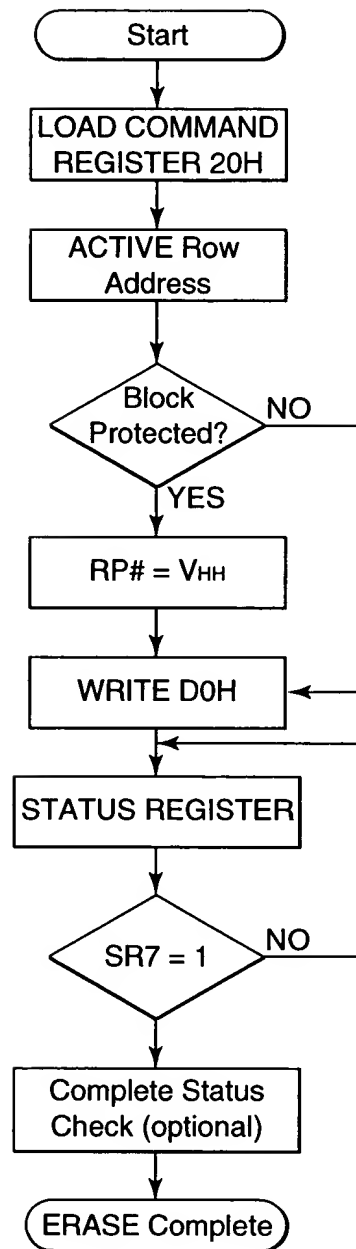 Start
LOAD COMMAND
REGISTER 20H
ACTIVE Row
Address
Block
Protected?
NO
YES
RP# = VHH
WRITE D0H
STATUS REGISTER
SR7 = 1
NO
Complete Status
Check (optional)
ERASE Complete